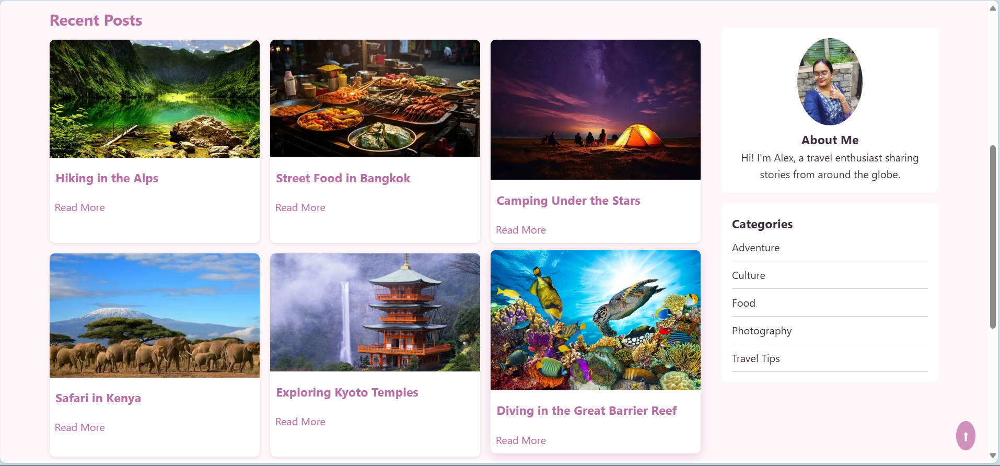 Recent Posts
Hiking in the Alps
Read More
Street Food in Bangkok
Read More
Camping Under the Stars
Read More
Safari in Kenya
Read More
Exploring Kyoto Temples
Read More
Diving in the Great Barrier Reef
Read More
About Me
Hi! I'm Alex, a travel enthusiast sharing
stories from around the globe.
Categories
Adventure
Culture
Food
Photography
Travel Tips